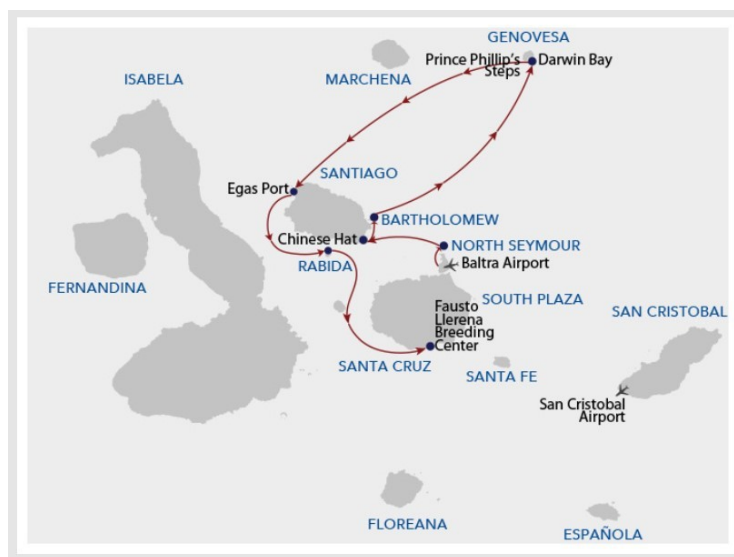 GENOVESA
Prince Phillip's
Steps
Darwin Bay
MARCHENA
ISABELA
SANTIAGO
Egas Port
BARTHOLOMEW
Chinese Hat
NORTH SEYMOUR
RABIDA
Baltra Airport
FERNANDINA
SOUTH PLAZA
Fausto
Llerena
Breeding
Center
SAN CRISTOBAL
SANTA CRUZ
SANTA FE
San Cristobal
Airport
FLOREANA
ESPAÑOLA